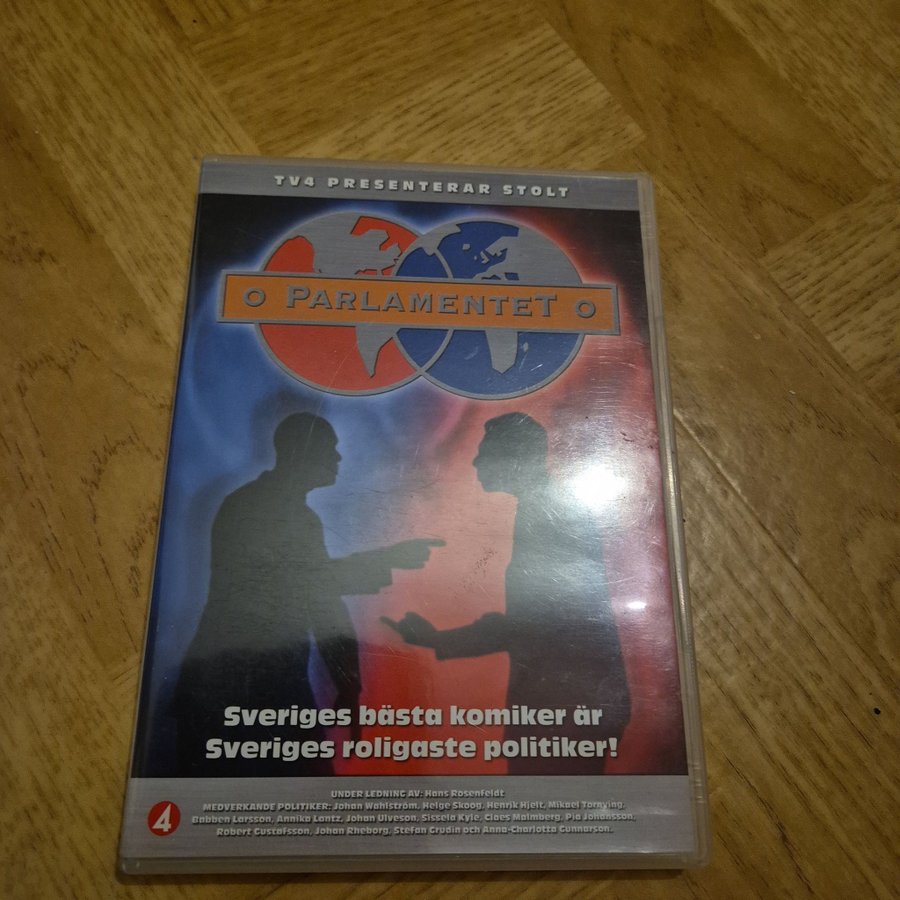 TV4 PRESENTERAR STOLT
PARLAMENTET
Sveriges bästa komiker är
Sveriges roligaste politiker!
UNDER LEDNING AV: Hans Rosenfeldt
MEDVERKANDE POLITIKER: Johan Wahlström, Helge Skoog, Henrik Hjelt, Mikael Tornving,
Babben Larsson, Annika Lantz, Johan Ulveson, Sissela Kyle, Claes Malmberg, Pia Johansson,
Robert Gustafsson, Johan Rheborg, Stefan Grudin och Anna-Charlotta Gunnarson.
4